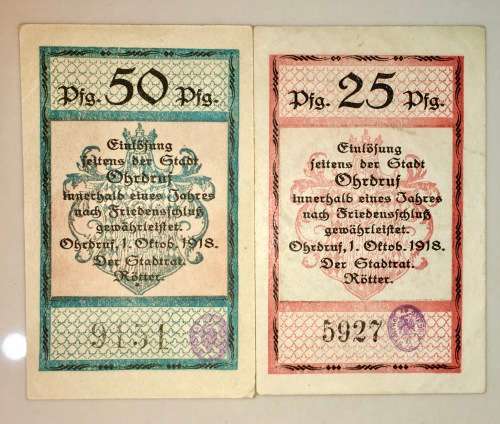 Pfg. 50 Pfg.
Einlösung
seitens der Stadt
Ohrdruf
innerhalb eines Jahres
nach Friedensschluß
gewährleistet.
Ohrdruf, 1. Oktob. 1918.
Der Stadtrat.
Rötter.
9454
Pfg. 25 Pfg.
Einlösung
seitens der Stadt
Ohrdruf
innerhalb eines Jahres
nach Friedensschluß
gewährleistet.
Ohrdruf, 1. Oktob. 1918.
Der Stadtrat.
Rötter.
5927